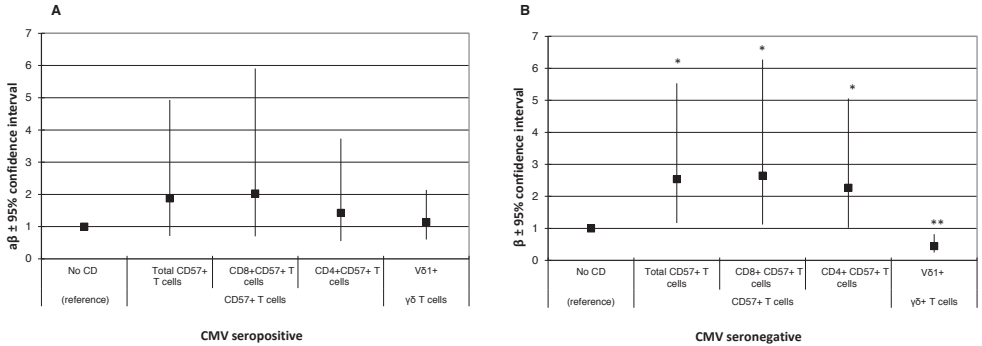 A
aβ ± 95% confidence interval
7
6
5
4
3
2
1
0
No CD
Total CD57+
T cells
CD8+CD57+ T
cells
CD4+CD57+ T
cells
Vδ1+
(reference)
CD57+ T cells
γδ T cells
CMV seropositive
B
β ± 95% confidence interval
7
6
5
4
3
2
1
0
*
*
*
**
No CD
Total CD57+ T
cells
CD8+ CD57+ T
cells
CD4+ CD57+ T
cells
Vδ1+
(reference)
CD57+ T cells
γδ+ T cells
CMV seronegative